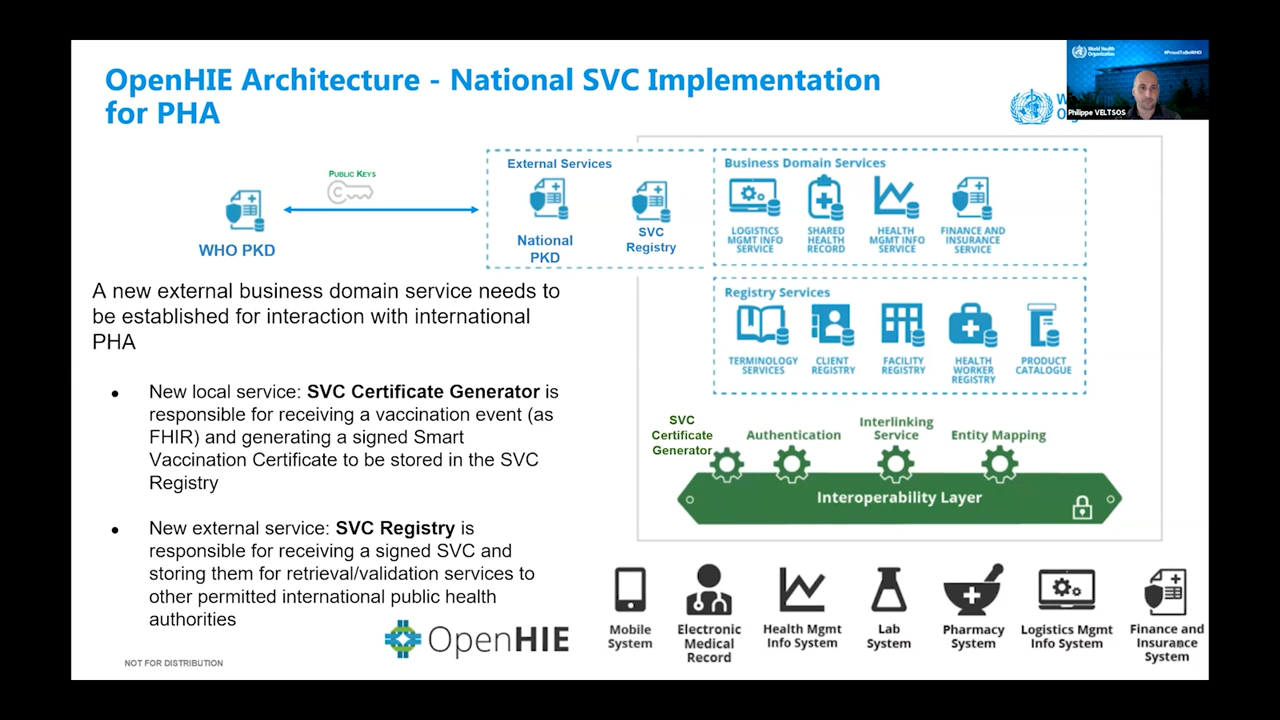 OpenHIE Architecture - National SVC Implementation
for PHA
World Health
Organization
#ProudToBeWHO
Philippe VELTSOS
PUBLIC KEYS
WHO PKD
External Services
National
PKD
SVC
Registry
Business Domain Services
LOGISTICS
MGMT INFO
SERVICE
SHARED
HEALTH
RECORD
HEALTH
MGMT INFO
SERVICE
FINANCE AND
INSURANCE
SERVICE
A new external business domain service needs to
be established for interaction with international
PHA
New local service: SVC Certificate Generator is
responsible for receiving a vaccination event (as
FHIR) and generating a signed Smart
Vaccination Certificate to be stored in the SVC
Registry
New external service: SVC Registry is
responsible for receiving a signed SVC and
storing them for retrieval/validation services to
other permitted international public health
authorities
Registry Services
TERMINOLOGY
SERVICES
CLIENT
REGISTRY
FACILITY
REGISTRY
HEALTH
WORKER
REGISTRY
PRODUCT
CATALOGUE
SVC
Certificate
Generator
Authentication
Interlinking
Service
Entity Mapping
Interoperability Layer
Mobile
System
Electronic
Medical
Record
Health Mgmt
Info System
Lab
System
Pharmacy
System
Logistics Mgmt
Info System
Finance and
Insurance
System
OpenHIE
NOT FOR DISTRIBUTION